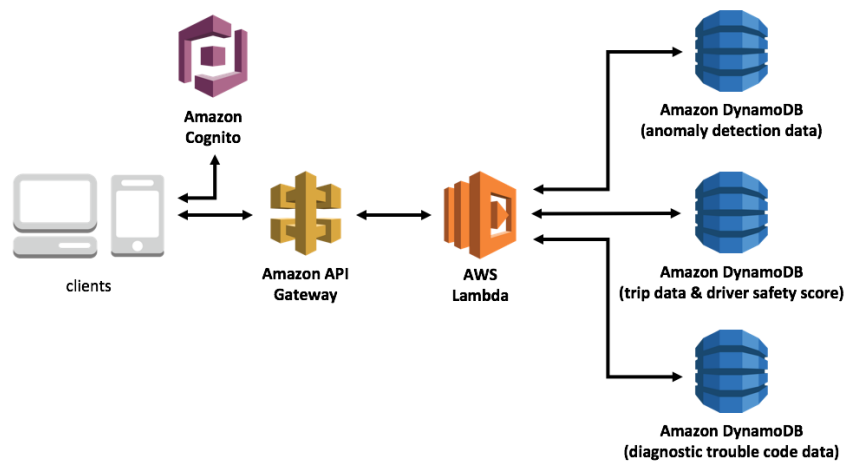 Amazon
Cognito
clients
Amazon API
Gateway
AWS
Lambda
Amazon DynamoDB
(anomaly detection data)
Amazon DynamoDB
(trip data & driver safety score)
Amazon DynamoDB
(diagnostic trouble code data)